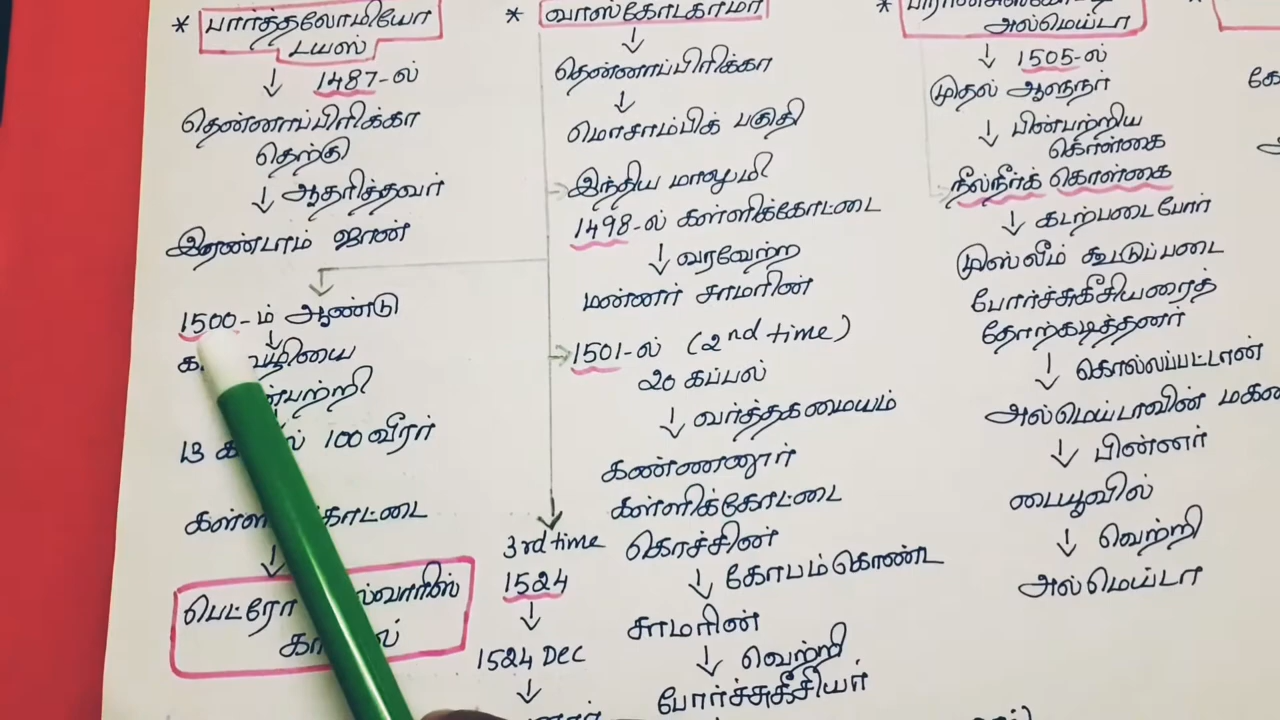 * பார்த்தலோமியோ
டயஸ்
↓ 1487-ல்
தென்னாப்பிரிக்கா
தெற்கு
↓ ஆதரித்தவர்
இரண்டாம் ஜான்
1500-ம் ஆண்டு
↓
வழியை
↓
13 100 வீரர்
↓
பெட்ரோ
* வாஸ்கோடகாமா
↓
தென்னாப்பிரிக்கா
↓
மொசாம்பிக் பகுதி
இந்திய மாலுமி
1498-ல் கள்ளிக்கோட்டை
↓ வரவேற்ற
மன்னர் சாமரின்
1501-ல் (2nd time)
20 கப்பல்
↓ வர்த்தகமையம்
கண்ணனூர்
கள்ளிக்கோட்டை
கொச்சின்
↓ கோபம்கொண்ட
சாமரின்
↓ வெற்றி
போர்ச்சுகீசியர்
3rd time
1524
↓
1524 Dec
↓
*
அல்மெய்டா
↓ 1505-ல்
முதல் ஆளுநர்
↓ பின்பற்றிய
கொள்கை
நீல்நீர்க் கொள்கை
↓ கடற்படைபோர்
முஸ்லீம் கூட்டுப்படை
போர்ச்சுகீசியரைத்
தோற்கடித்தனர்
↓ கொல்லப்பட்டான்
அல்மெய்டாவின்
↓ பின்னர்
டையூவில்
↓ வெற்றி
அல்மெய்டா
*